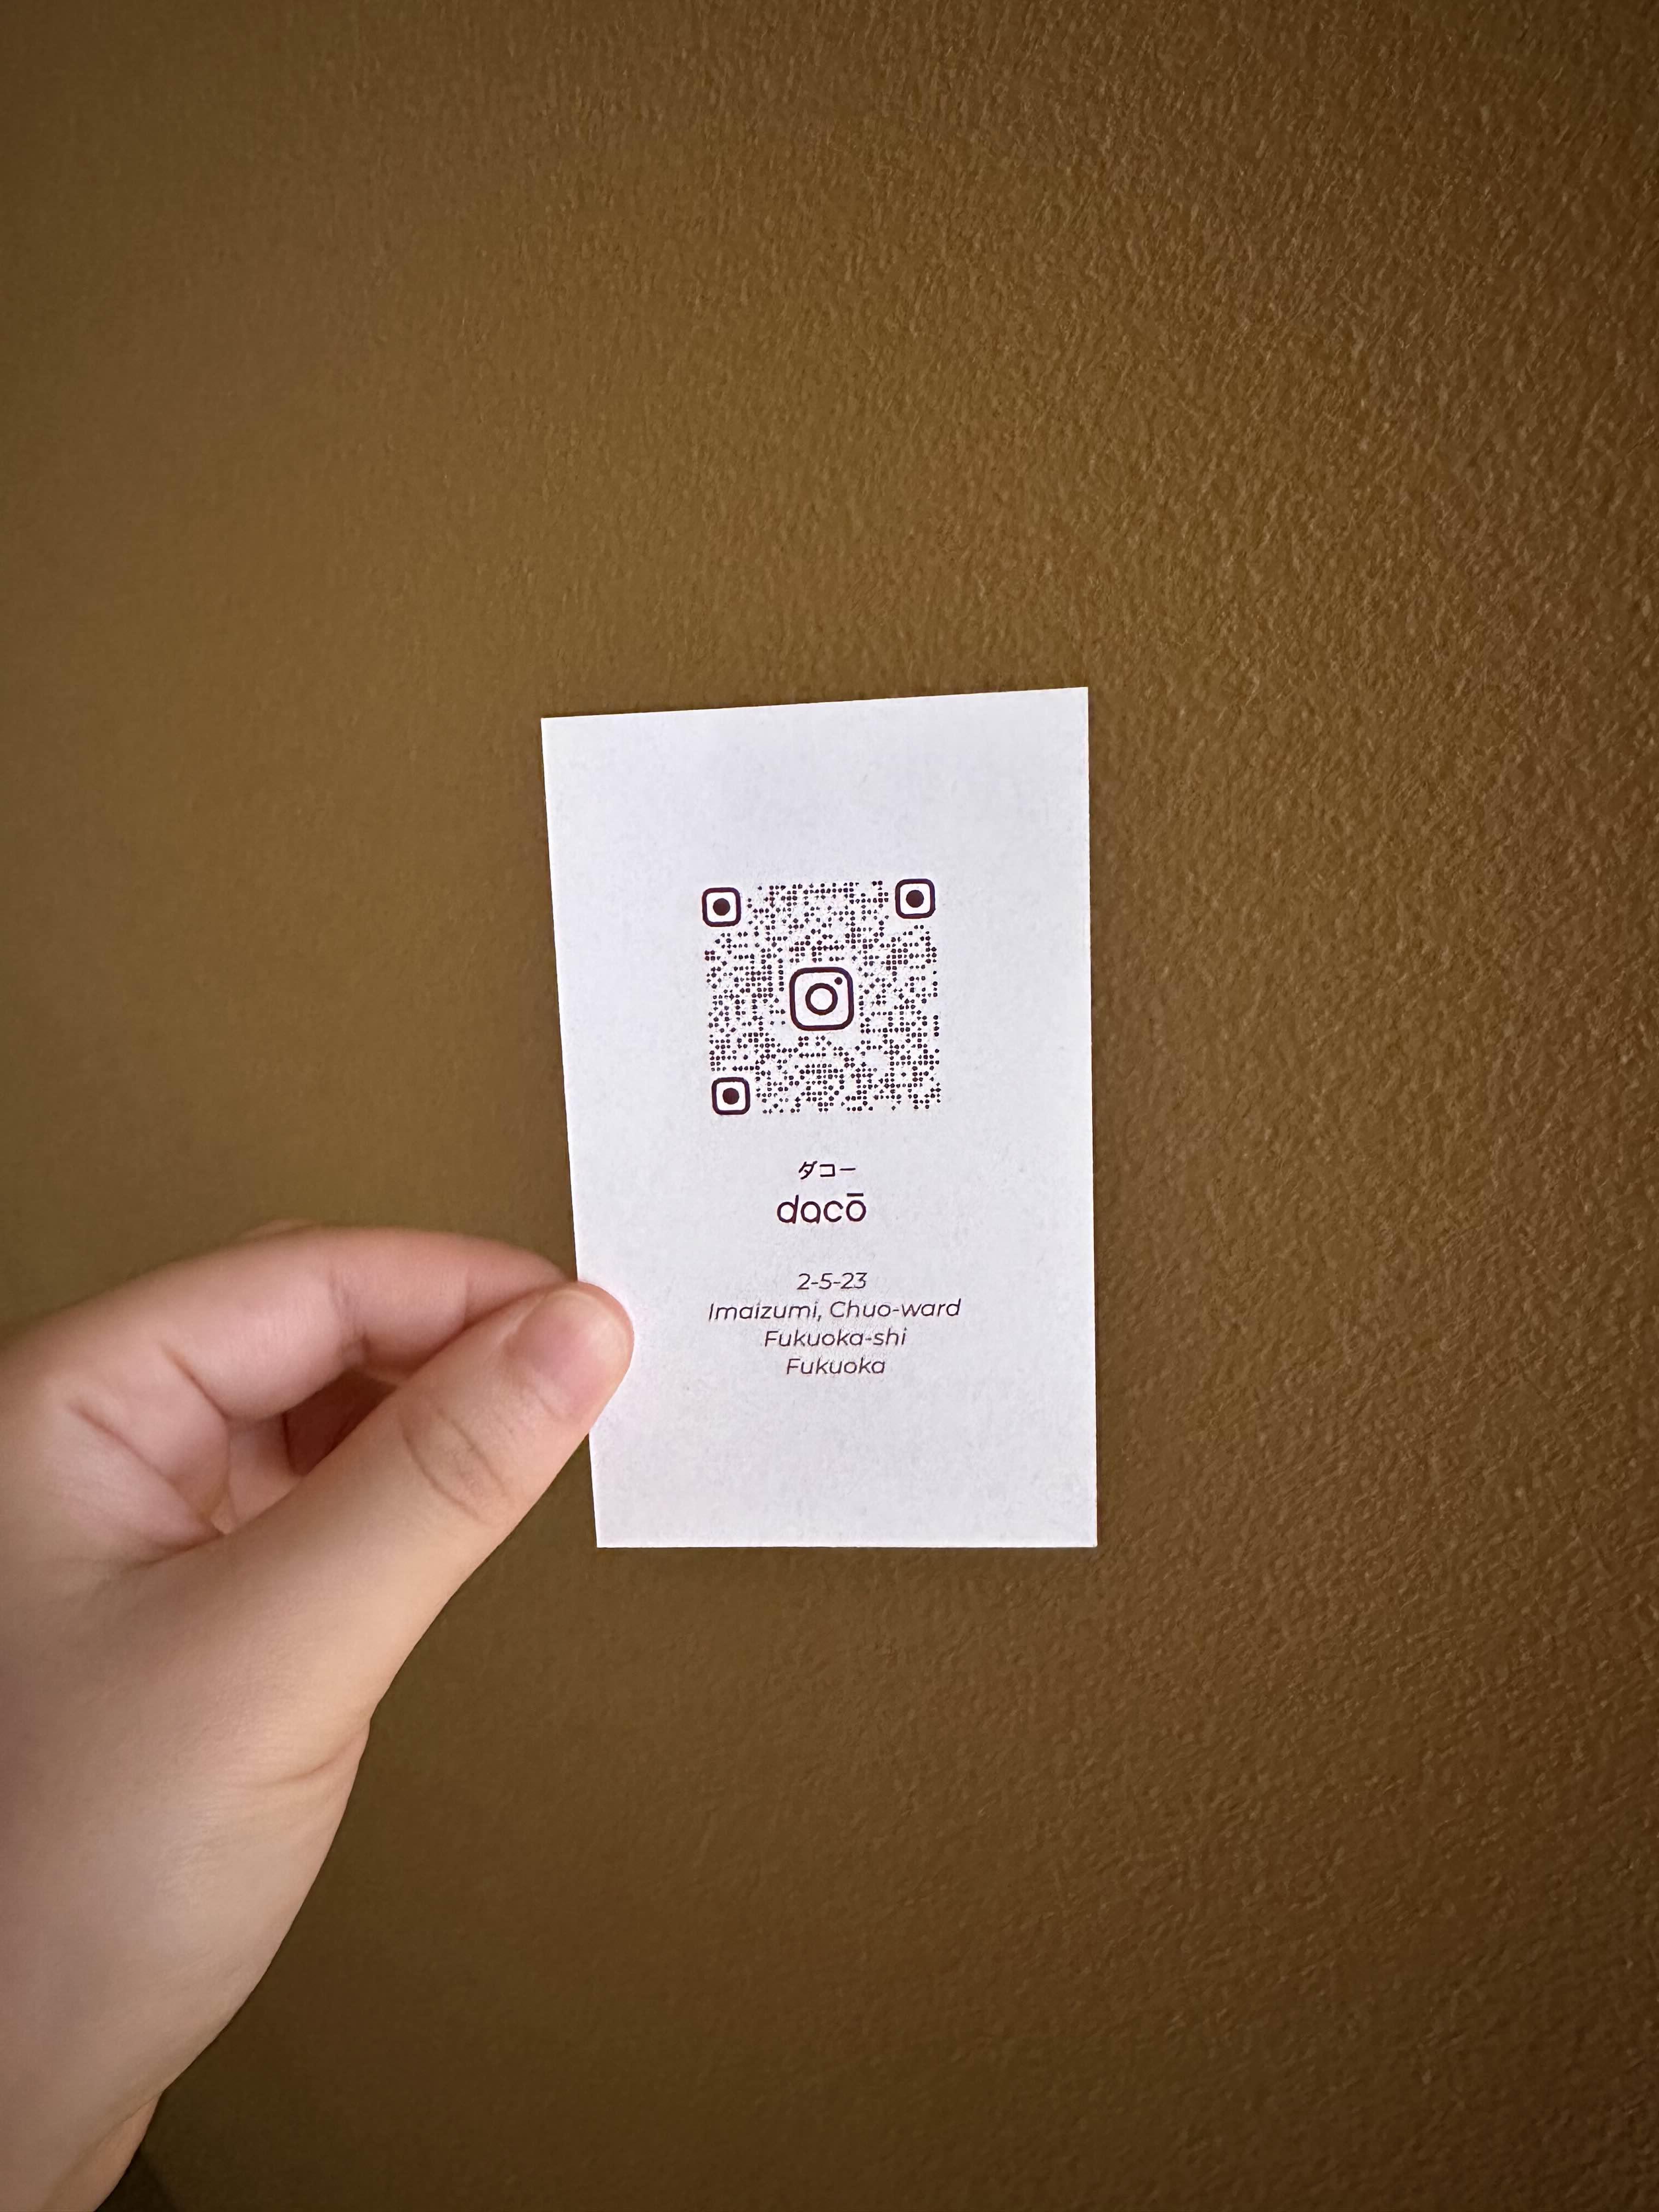 ダコー
dacō
2-5-23
Imaizumi, Chuo-ward
Fukuoka-shi
Fukuoka